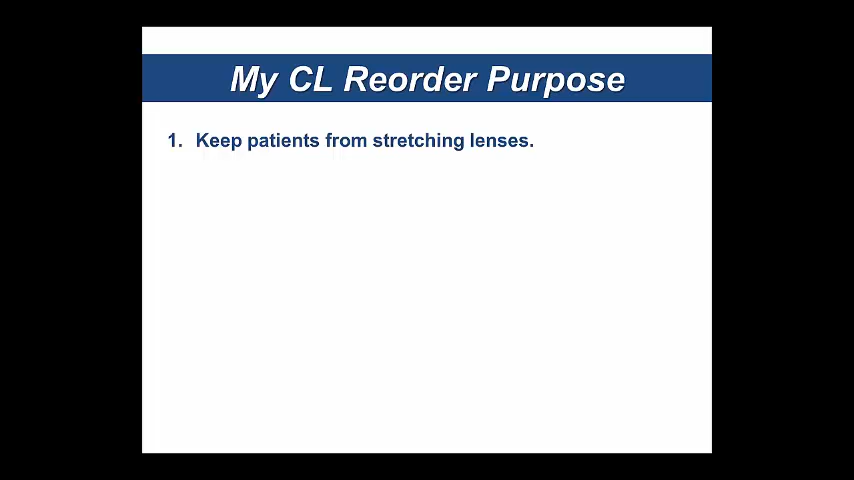 My CL Reorder Purpose
1. Keep patients from stretching lenses.